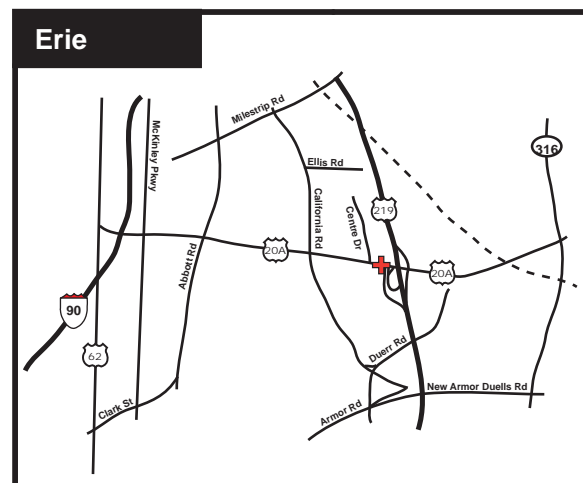 Erie
Milestrip Rd
McKinley Pkwy
316
Ellis Rd
219
California Rd
Centre Dr
Abbott Rd
20A
20A
90
62
Duerr Rd
New Armor Duells Rd
Clark St
Armor Rd